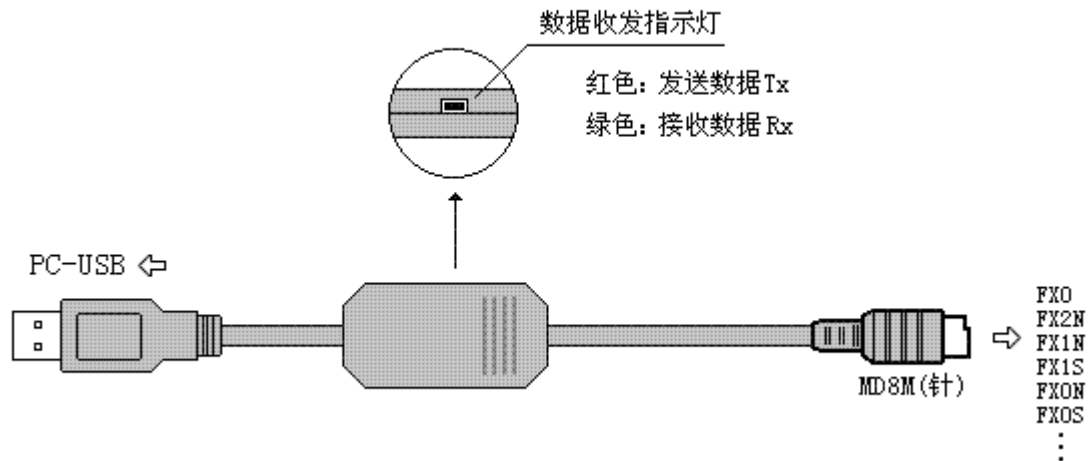 数据收发指示灯
红色: 发送数据Tx
绿色: 接收数据Rx
PC-USB
MD8M(针)
FX0
FX2N
FX1N
FX1S
FX0N
FX0S
⋮